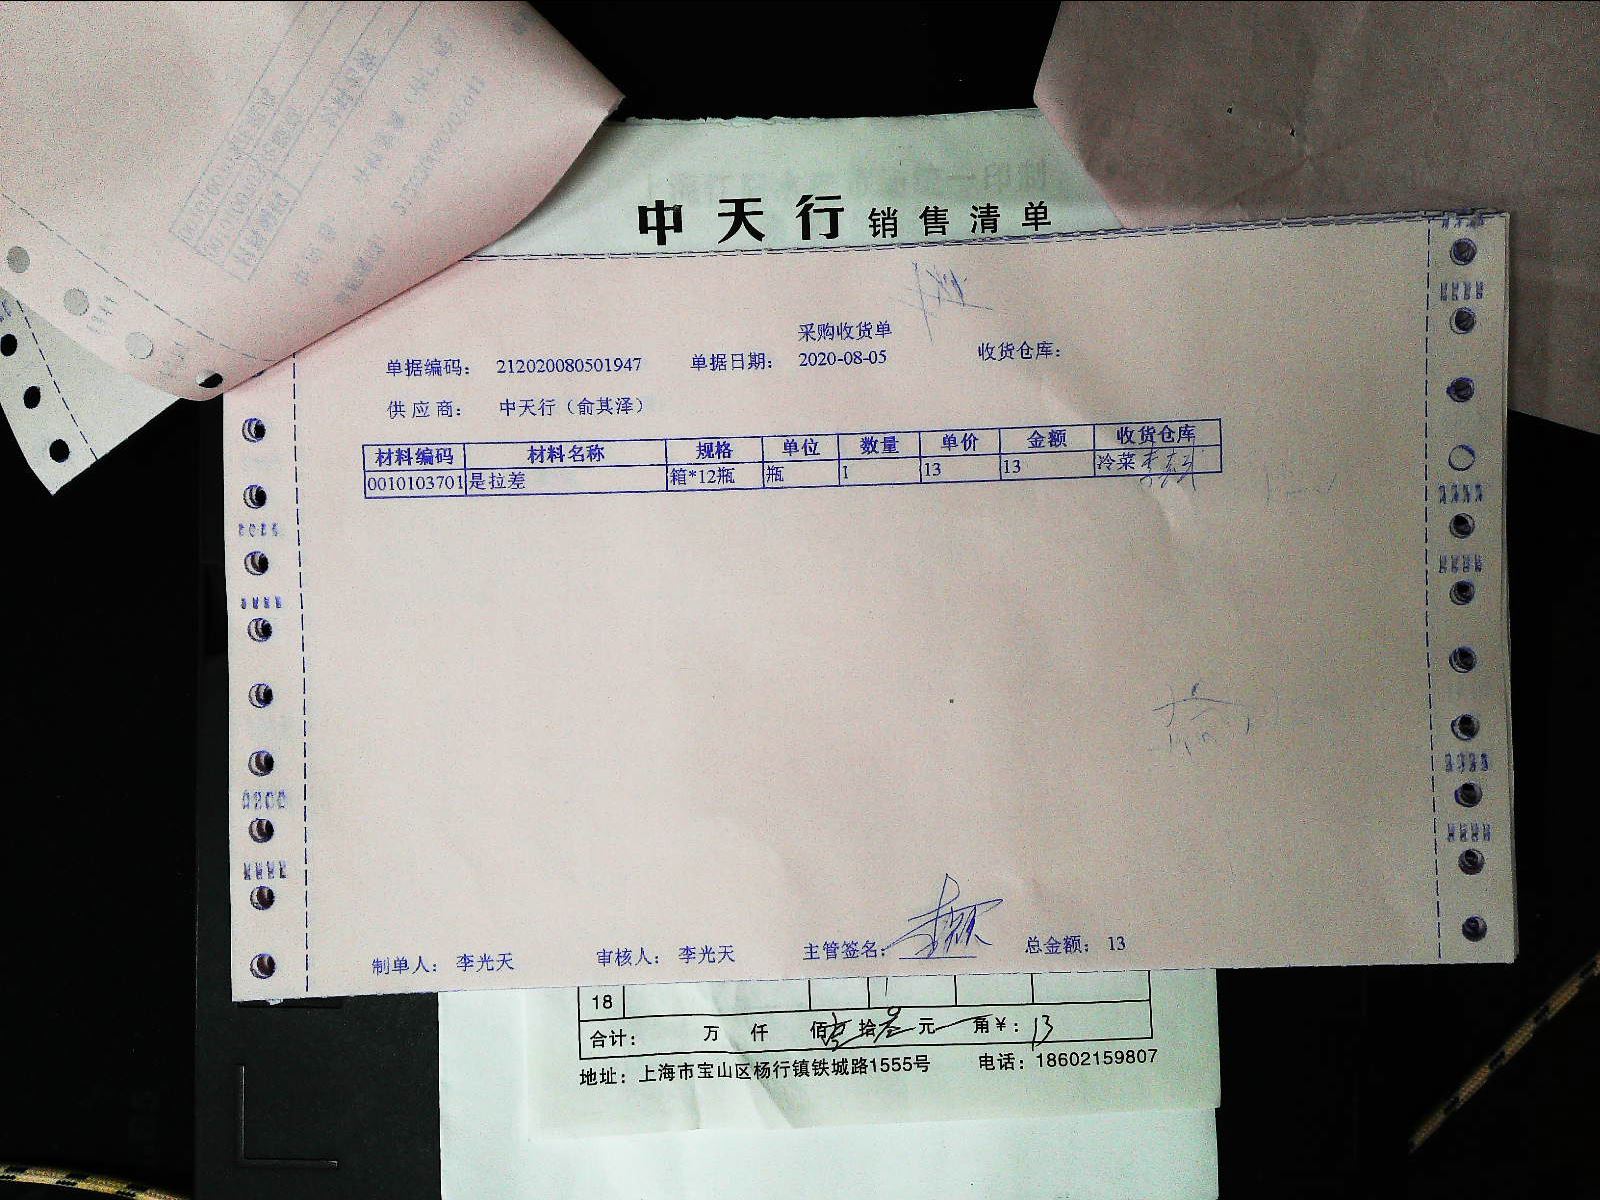 中天行 销售清单
采购收货单
单据编码： 212020080501947 单据日期： 2020-08-05 收货仓库：
供应商： 中天行（俞其泽）
材料编码 材料名称 规格 单位 数量 单价 金额 收货仓库
0010103701 是拉差 箱*12瓶 瓶 1 13 13 冷菜
制单人： 李光天 审核人： 李光天 主管签名： 总金额： 13
18
合计： 万 仟 佰 壹 拾 叁 元 角 ¥： 13
地址：上海市宝山区杨行镇铁城路1555号 电话：18602159807